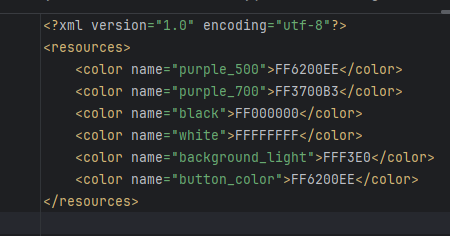 <?xml version="1.0" encoding="utf-8"?>
<resources>
    <color name="purple_500">FF6200EE</color>
    <color name="purple_700">FF3700B3</color>
    <color name="black">FF000000</color>
    <color name="white">FFFFFFFF</color>
    <color name="background_light">FFF3E0</color>
    <color name="button_color">FF6200EE</color>
</resources>